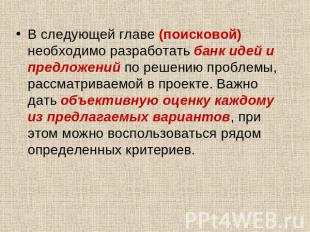 • В следующей главе (поисковой)
необходимо разработать банк идей и
предложений по решению проблемы,
рассматриваемой в проекте. Важно
дать объективную оценку каждому
из предлагаемых вариантов, при
этом можно воспользоваться рядом
определенных критериев.
PPt4WEB.ru